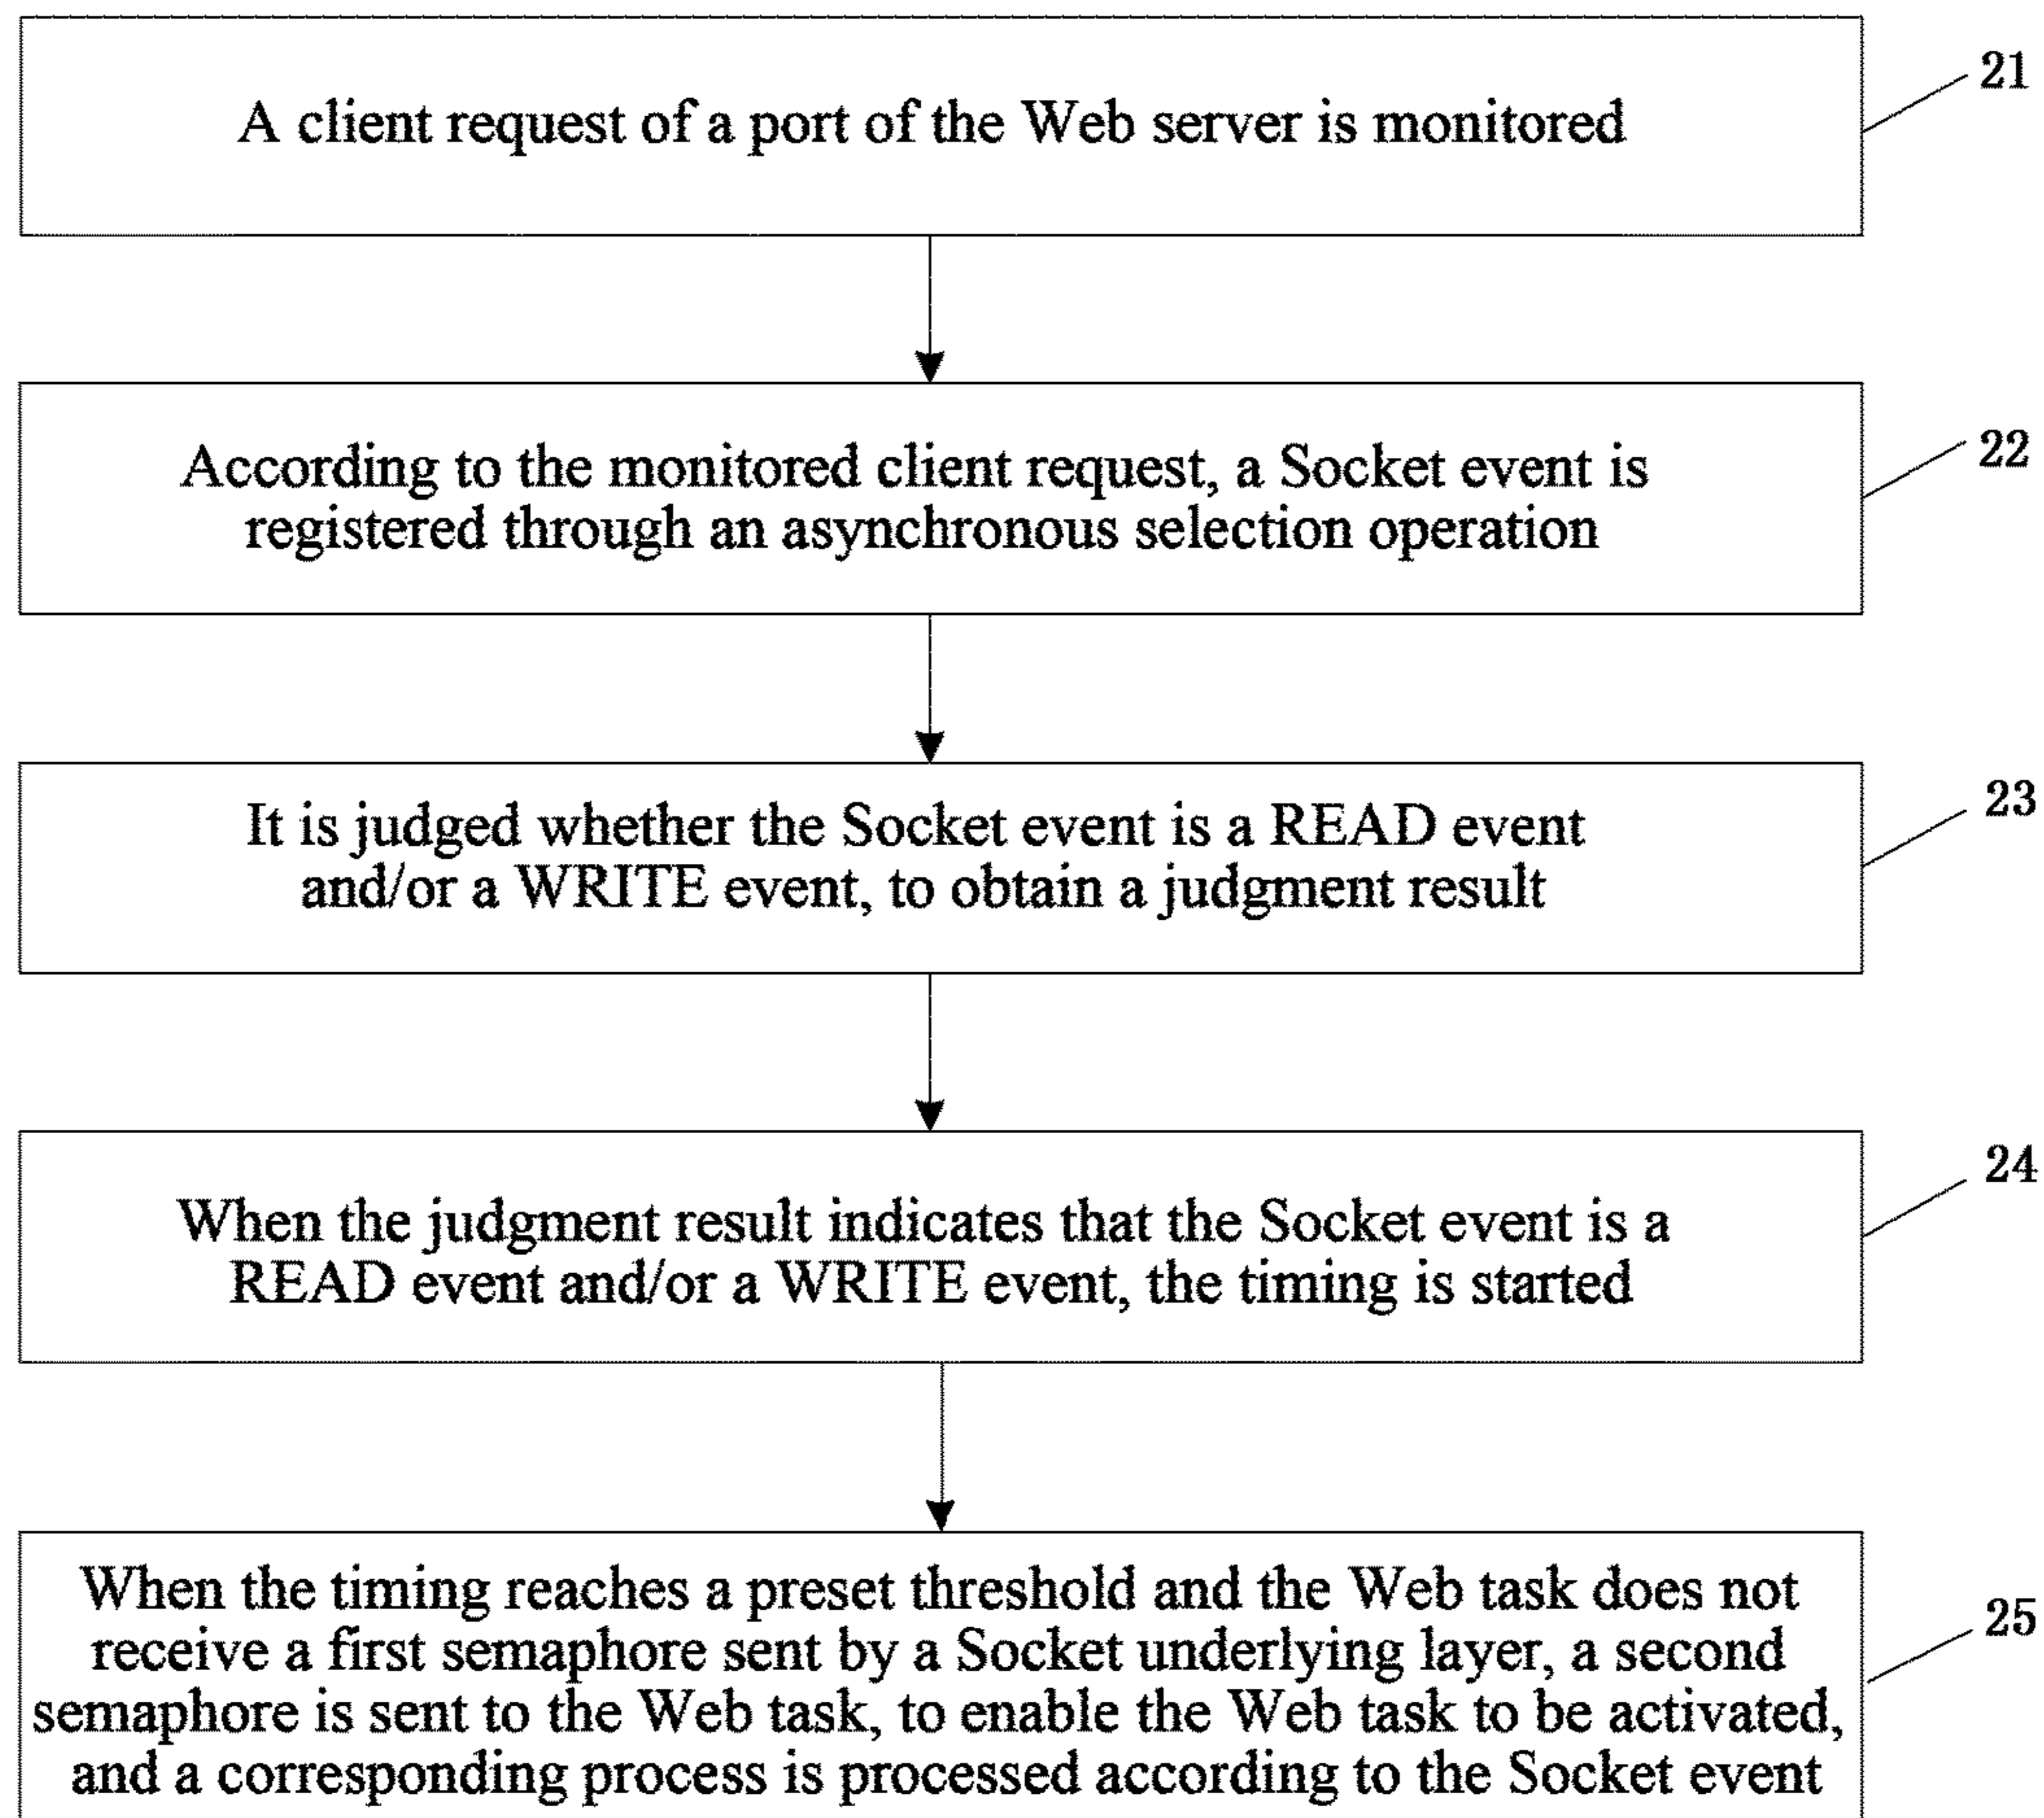 A client request of a port of the Web server is monitored
21
According to the monitored client request, a Socket event is
registered through an asynchronous selection operation
22
It is judged whether the Socket event is a READ event
and/or a WRITE event, to obtain a judgment result
23
When the judgment result indicates that the Socket event is a
READ event and/or a WRITE event, the timing is started
24
When the timing reaches a preset threshold and the Web task does not
receive a first semaphore sent by a Socket underlying layer, a second
semaphore is sent to the Web task, to enable the Web task to be activated,
and a corresponding process is processed according to the Socket event
25